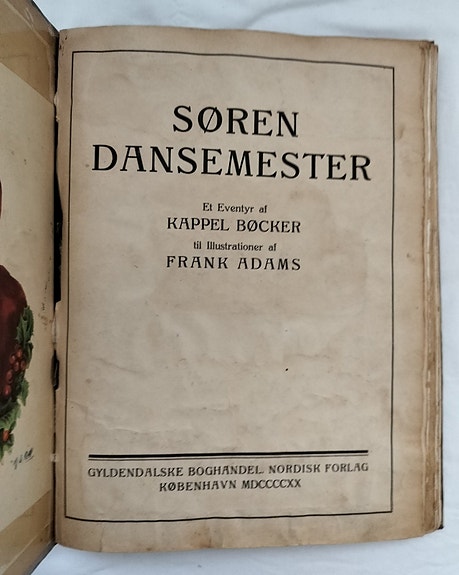 SØREN
DANSEMESTER
Et Eventyr af
KAPPEL BØCKER
til Illustrationer af
FRANK ADAMS
GYLDENDALSKE BOGHANDEL. NORDISK FORLAG
KØBENHAVN MDCCCCXX